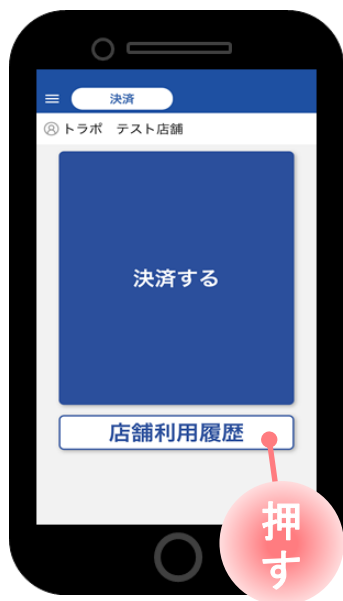 決済
トラポ　テスト店舗
決済する
店舗利用履歴
押
す